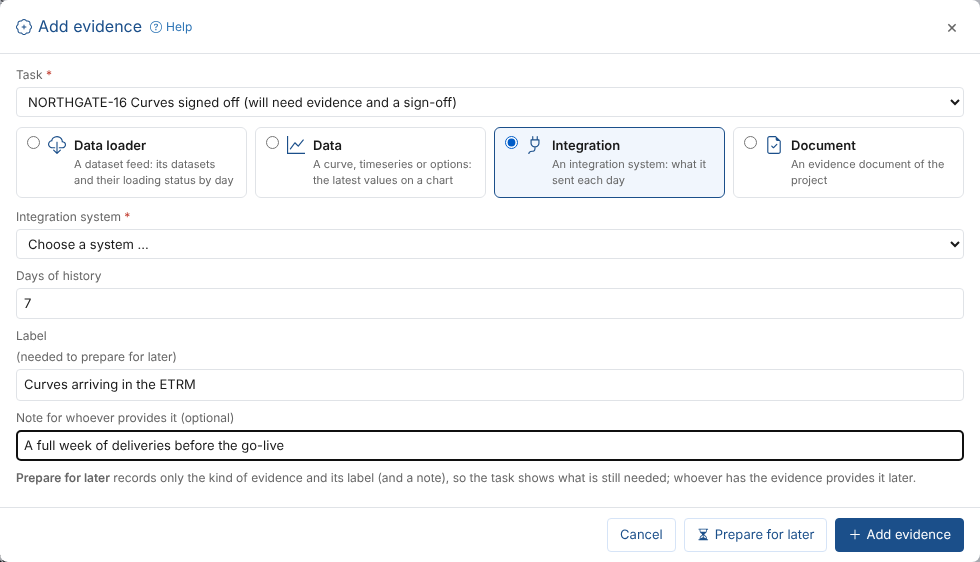 Add evidence Help
Task *
NORTHGATE-16 Curves signed off (will need evidence and a sign-off)
Data loader
A dataset feed: its datasets
and their loading status by day
Data
A curve, timeseries or options:
the latest values on a chart
Integration
An integration system: what it
sent each day
Document
An evidence document of the
project
Integration system *
Choose a system ...
Days of history
7
Label
(needed to prepare for later)
Curves arriving in the ETRM
Note for whoever provides it (optional)
A full week of deliveries before the go-live
Prepare for later records only the kind of evidence and its label (and a note), so the task shows what is still needed; whoever has the evidence provides it later.
Cancel Prepare for later + Add evidence